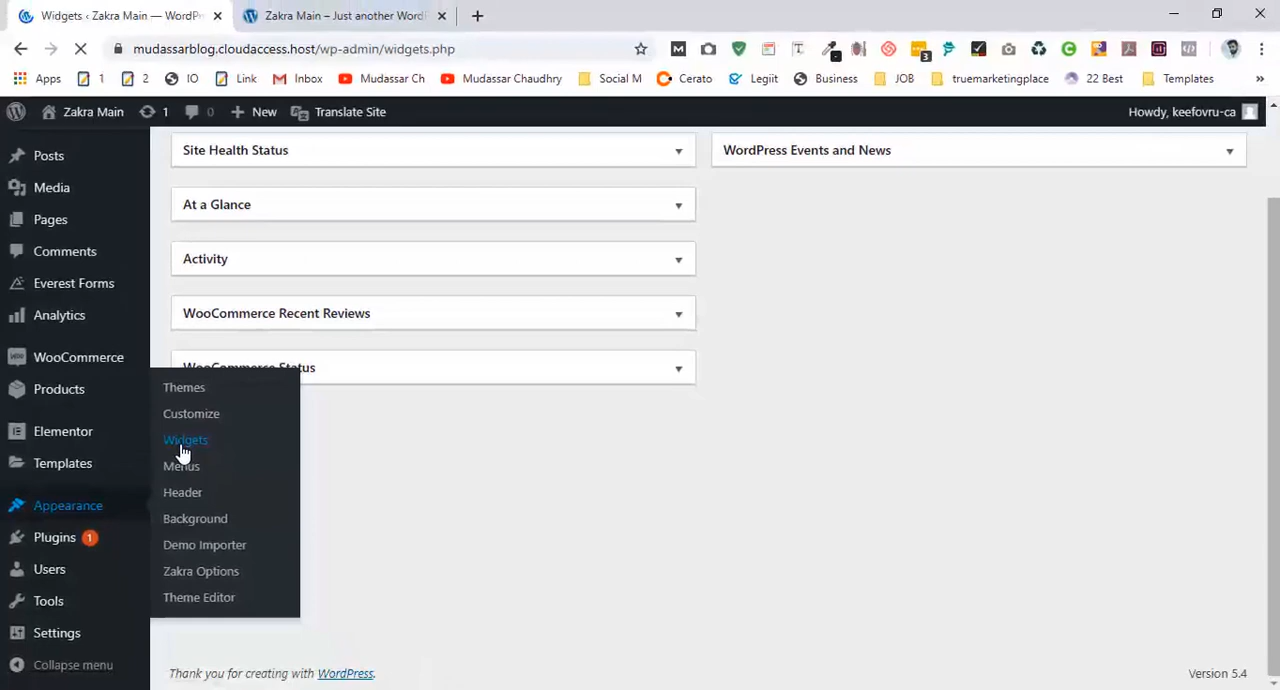 Widgets ‹ Zakra Main — WordPr
Zakra Main – Just another Word
mudassarblog.cloudaccess.host/wp-admin/widgets.php
3
Apps
1
2
IO
Link
Inbox
Mudassar Ch
Mudassar Chaudhry
Social M
Cerato
Legiit
Business
JOB
truemarketingplace
22 Best
Templates
»
Zakra Main
1
0
New
Translate Site
Howdy, keefovru-ca
Posts
Media
Pages
Comments
Everest Forms
Analytics
WooCommerce
Products
Elementor
Templates
Appearance
Plugins 1
Users
Tools
Settings
Collapse menu
Themes
Customize
Widgets
Menus
Header
Background
Demo Importer
Zakra Options
Theme Editor
Site Health Status
At a Glance
Activity
WooCommerce Recent Reviews
WooCommerce Status
WordPress Events and News
Thank you for creating with WordPress.
Version 5.4